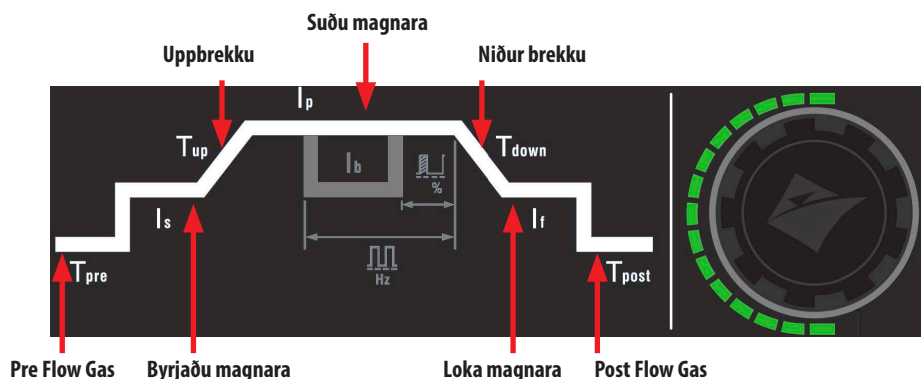 Suðu magnara
Uppbrekku
Niður brekku
Ip
Tup
Tdown
Ib
%
Is
If
Hz
Tpre
Tpost
Pre Flow Gas
Byrjaðu magnara
Loka magnara
Post Flow Gas